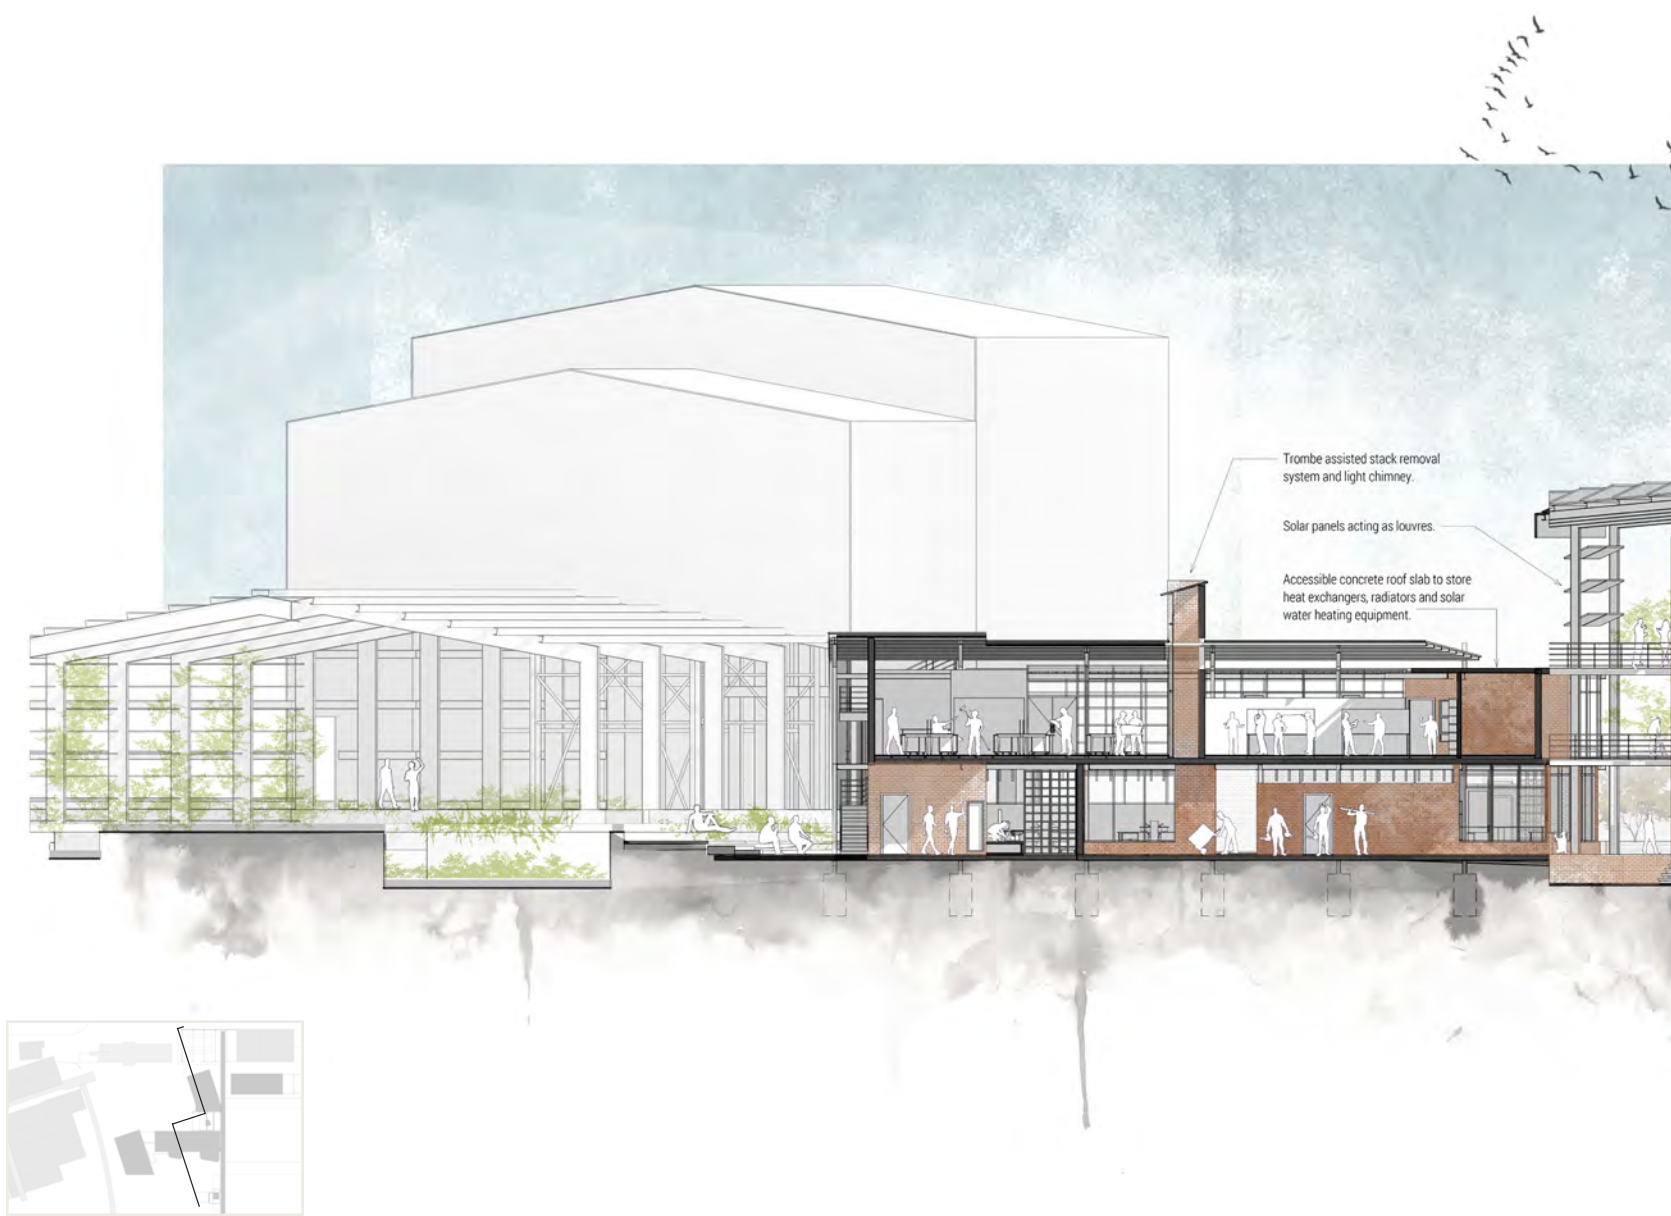 Trombe assisted stack removal
system and light chimney.
Solar panels acting as louvres.
Accessible concrete roof slab to store
heat exchangers, radiators and solar
water heating equipment.